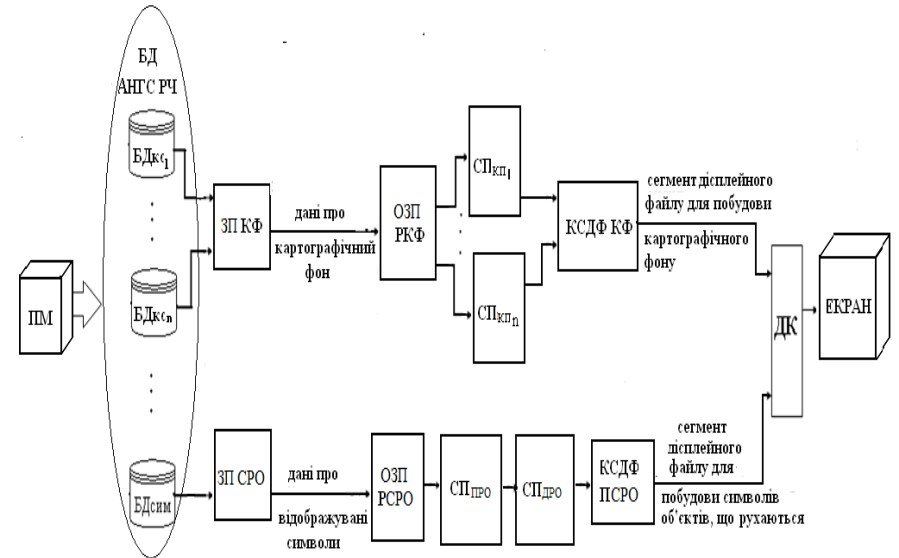 БД
АНГС РЧ
БДкс1
БДксn
БДсим
ПМ
ЗП КФ
дані про
картографічний
фон
ОЗП
РКФ
СПКП1
СПКПn
КСДФ КФ
сегмент дісплейного
файлу для побудови
картографічного
фону
ДК
ЕКРАН
ЗП СРО
дані про
відображувані
символи
ОЗП
РСРО
СППРО
СПДРО
КСДФ
ПСРО
сегмент
дісплейного
файлу для
побудови символів
об'єктів, що рухаються